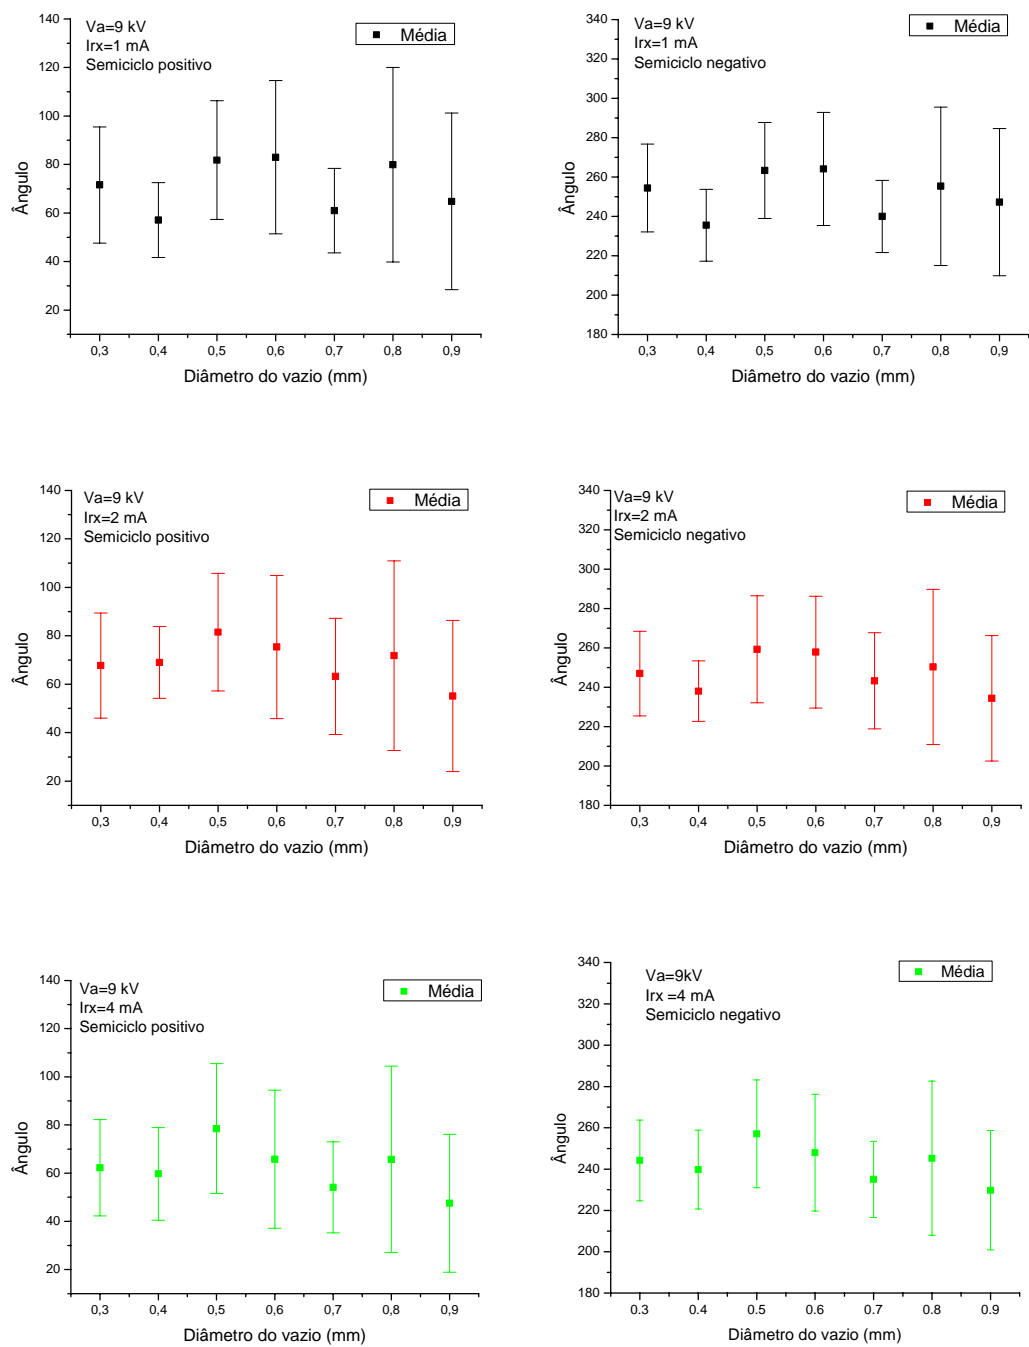 Va=9 kV
Irx=1 mA
Semiciclo positivo
Média
140
120
100
80
60
40
20
Ângulo
0,3 0,4 0,5 0,6 0,7 0,8 0,9
Diâmetro do vazio (mm)
Va=9 kV
Irx=1 mA
Semiciclo negativo
Média
340
320
300
280
260
240
220
200
180
Ângulo
0,3 0,4 0,5 0,6 0,7 0,8 0,9
Diâmetro do vazio (mm)
Va=9 kV
Irx=2 mA
Semiciclo positivo
Média
140
120
100
80
60
40
20
Ângulo
0,3 0,4 0,5 0,6 0,7 0,8 0,9
Diâmetro do vazio (mm)
Va=9 kV
Irx=2 mA
Semiciclo negativo
Média
340
320
300
280
260
240
220
200
180
Ângulo
0,3 0,4 0,5 0,6 0,7 0,8 0,9
Diâmetro do vazio (mm)
Va=9 kV
Irx=4 mA
Semiciclo positivo
Média
140
120
100
80
60
40
20
Ângulo
0,3 0,4 0,5 0,6 0,7 0,8 0,9
Diâmetro do vazio (mm)
Va=9kV
Irx =4 mA
Semiciclo negativo
Média
340
320
300
280
260
240
220
200
180
Ângulo
0.3 0.4 0.5 0.6 0.7 0.8 0.9
Diâmetro do vazio (mm)